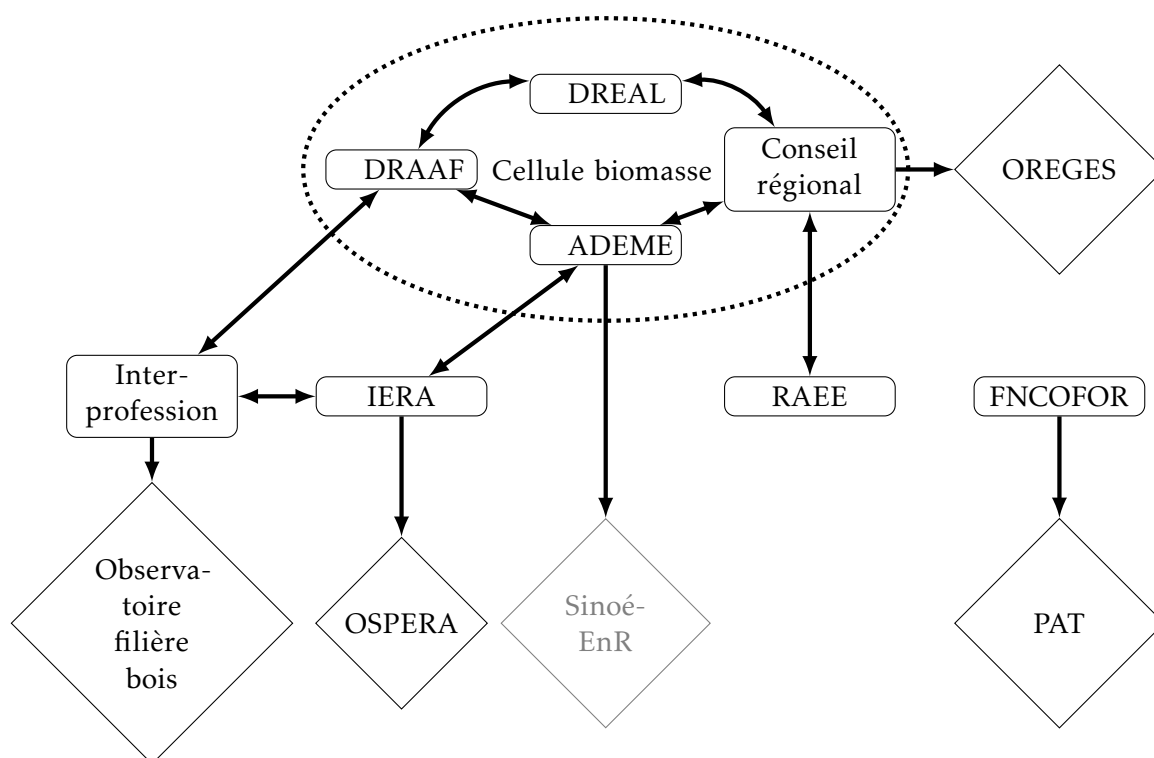 DREAL
Conseil
régional
OREGES
DRAAF
Cellule biomasse
ADEME
Inter-
profession
IERA
RAEE
FNCOFOR
Observa-
toire
filière
bois
OSPERA
Sinoé-
EnR
PAT